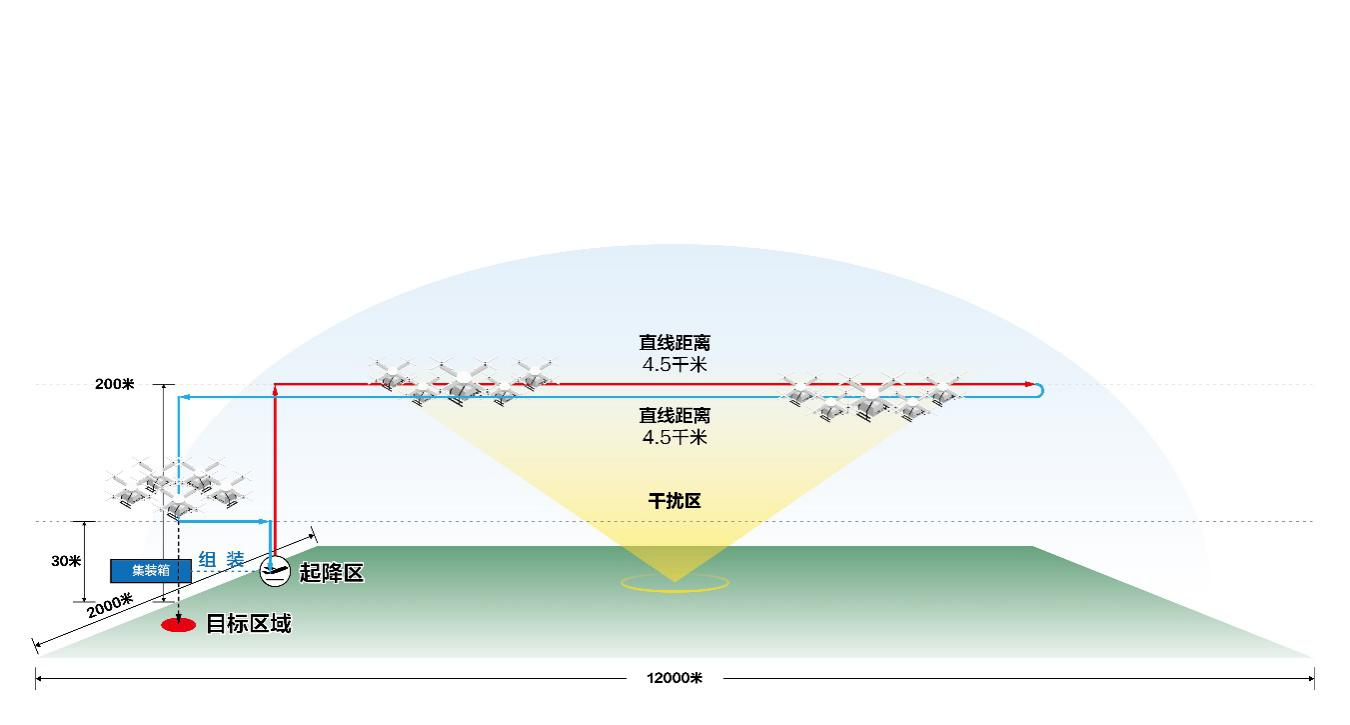 直线距离
4.5千米
200米
直线距离
4.5千米
干扰区
30米
组 装
集装箱
起降区
2000米
目标区域
12000米